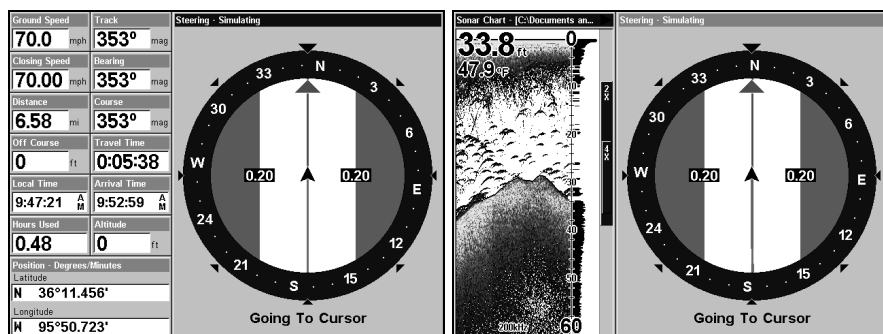 Ground Speed
70.0 mph
Track
353° mag
Closing Speed
70.00 mph
Bearing
353° mag
Distance
6.58 mi
Course
353° mag
Off Course
0 ft
Travel Time
0:05:38
Local Time
9:47:21 AM
Arrival Time
9:52:59 AM
Hours Used
0.48
Altitude
0 ft
Position - Degrees/Minutes
Latitude
N 36°11.456'
Longitude
W 95°50.723'
Steering - Simulating
N
3
6
E
12
15
S
21
24
W
30
33
0.20
0.20
Going To Cursor
Sonar Chart - [C:\Documents an...
33.8 ft
47.9 °F
0
10
20
30
40
50
60
200kHz
2X
4X
Steering - Simulating
N
3
6
E
12
15
S
21
24
W
30
33
0.20
0.20
Going To Cursor